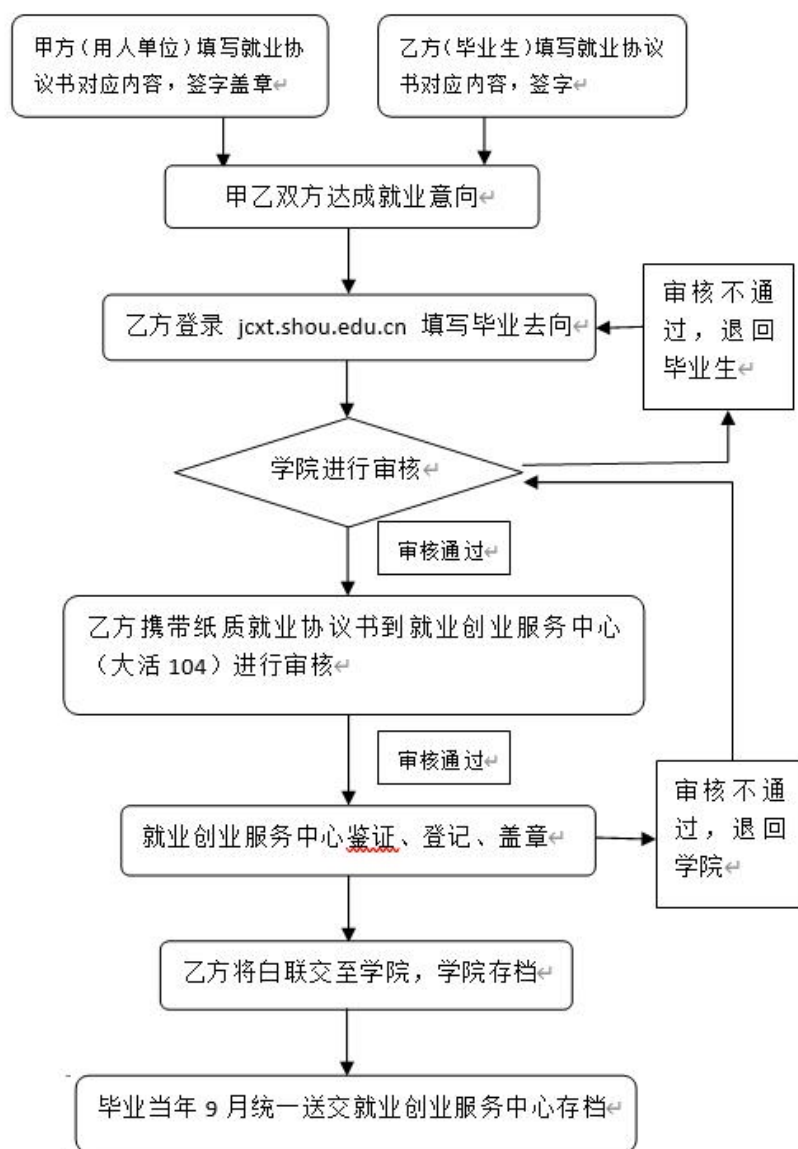 甲方（用人单位）填写就业协
议书对应内容，签字盖章↵
乙方（毕业生）填写就业协议
书对应内容，签字↵
甲乙双方达成就业意向↵
乙方登录 jcxt.shou.edu.cn 填写毕业去向↵
审核不通
过，退回
毕业生↵
学院进行审核↵
审核通过↵
乙方携带纸质就业协议书到就业创业服务中心
（大活 104）进行审核↵
审核通过↵
就业创业服务中心鉴证、登记、盖章↵
审核不通
过，退回
学院↵
乙方将白联交至学院，学院存档↵
毕业当年 9 月统一送交就业创业服务中心存档↵